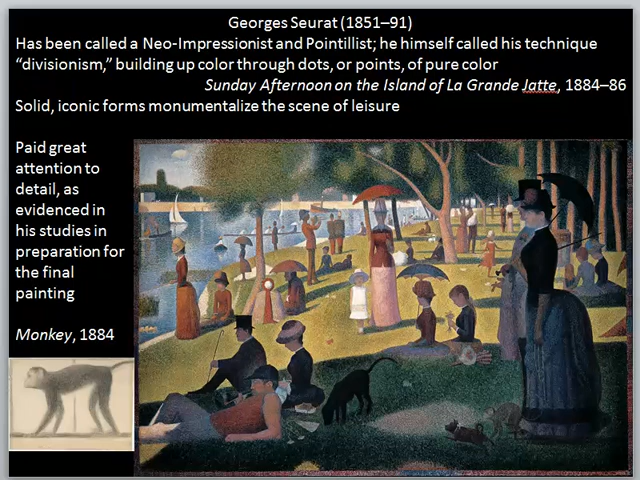 Georges Seurat (1851–91)
Has been called a Neo-Impressionist and Pointillist; he himself called his technique
“divisionism,” building up color through dots, or points, of pure color
Sunday Afternoon on the Island of La Grande Jatte, 1884–86
Solid, iconic forms monumentalize the scene of leisure
Paid great
attention to
detail, as
evidenced in
his studies in
preparation for
the final
painting
Monkey, 1884